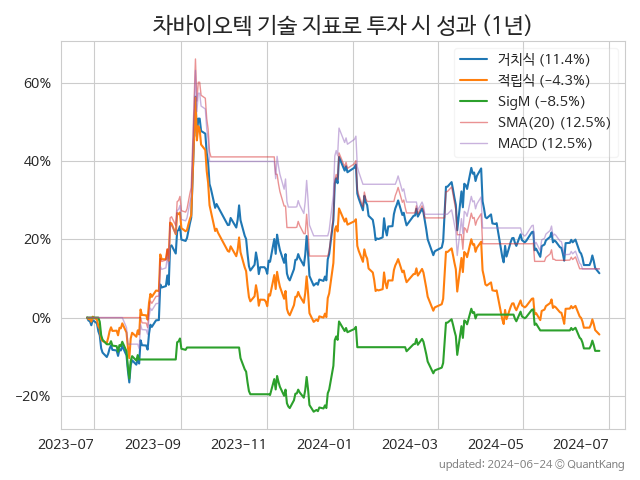 차바이오텍 기술 지표로 투자 시 성과 (1년)
거치식 (11.4%)
적립식 (−4.3%)
SigM (−8.5%)
SMA(20) (12.5%)
MACD (12.5%)
60%
40%
20%
0%
−20%
2023-07 2023-09 2023-11 2024-01 2024-03 2024-05 2024-07
updated: 2024-06-24 © QuantKang